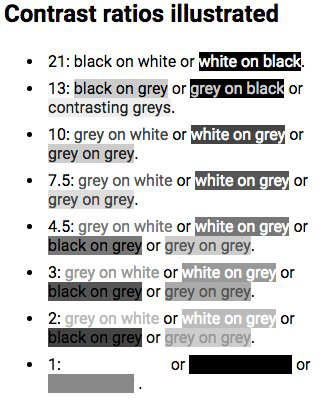 Contrast ratios illustrated
• 21: black on white or white on black.
• 13: black on grey or grey on black or
contrasting greys.
• 10: grey on white or white on grey or
grey on grey.
• 7.5: grey on white or white on grey or
grey on grey.
• 4.5: grey on white or white on grey or
black on grey or grey on grey.
• 3: grey on white or white on grey or
black on grey or grey on grey.
• 2: grey on white or white on grey or
black on grey or grey on grey.
• 1: or or
.